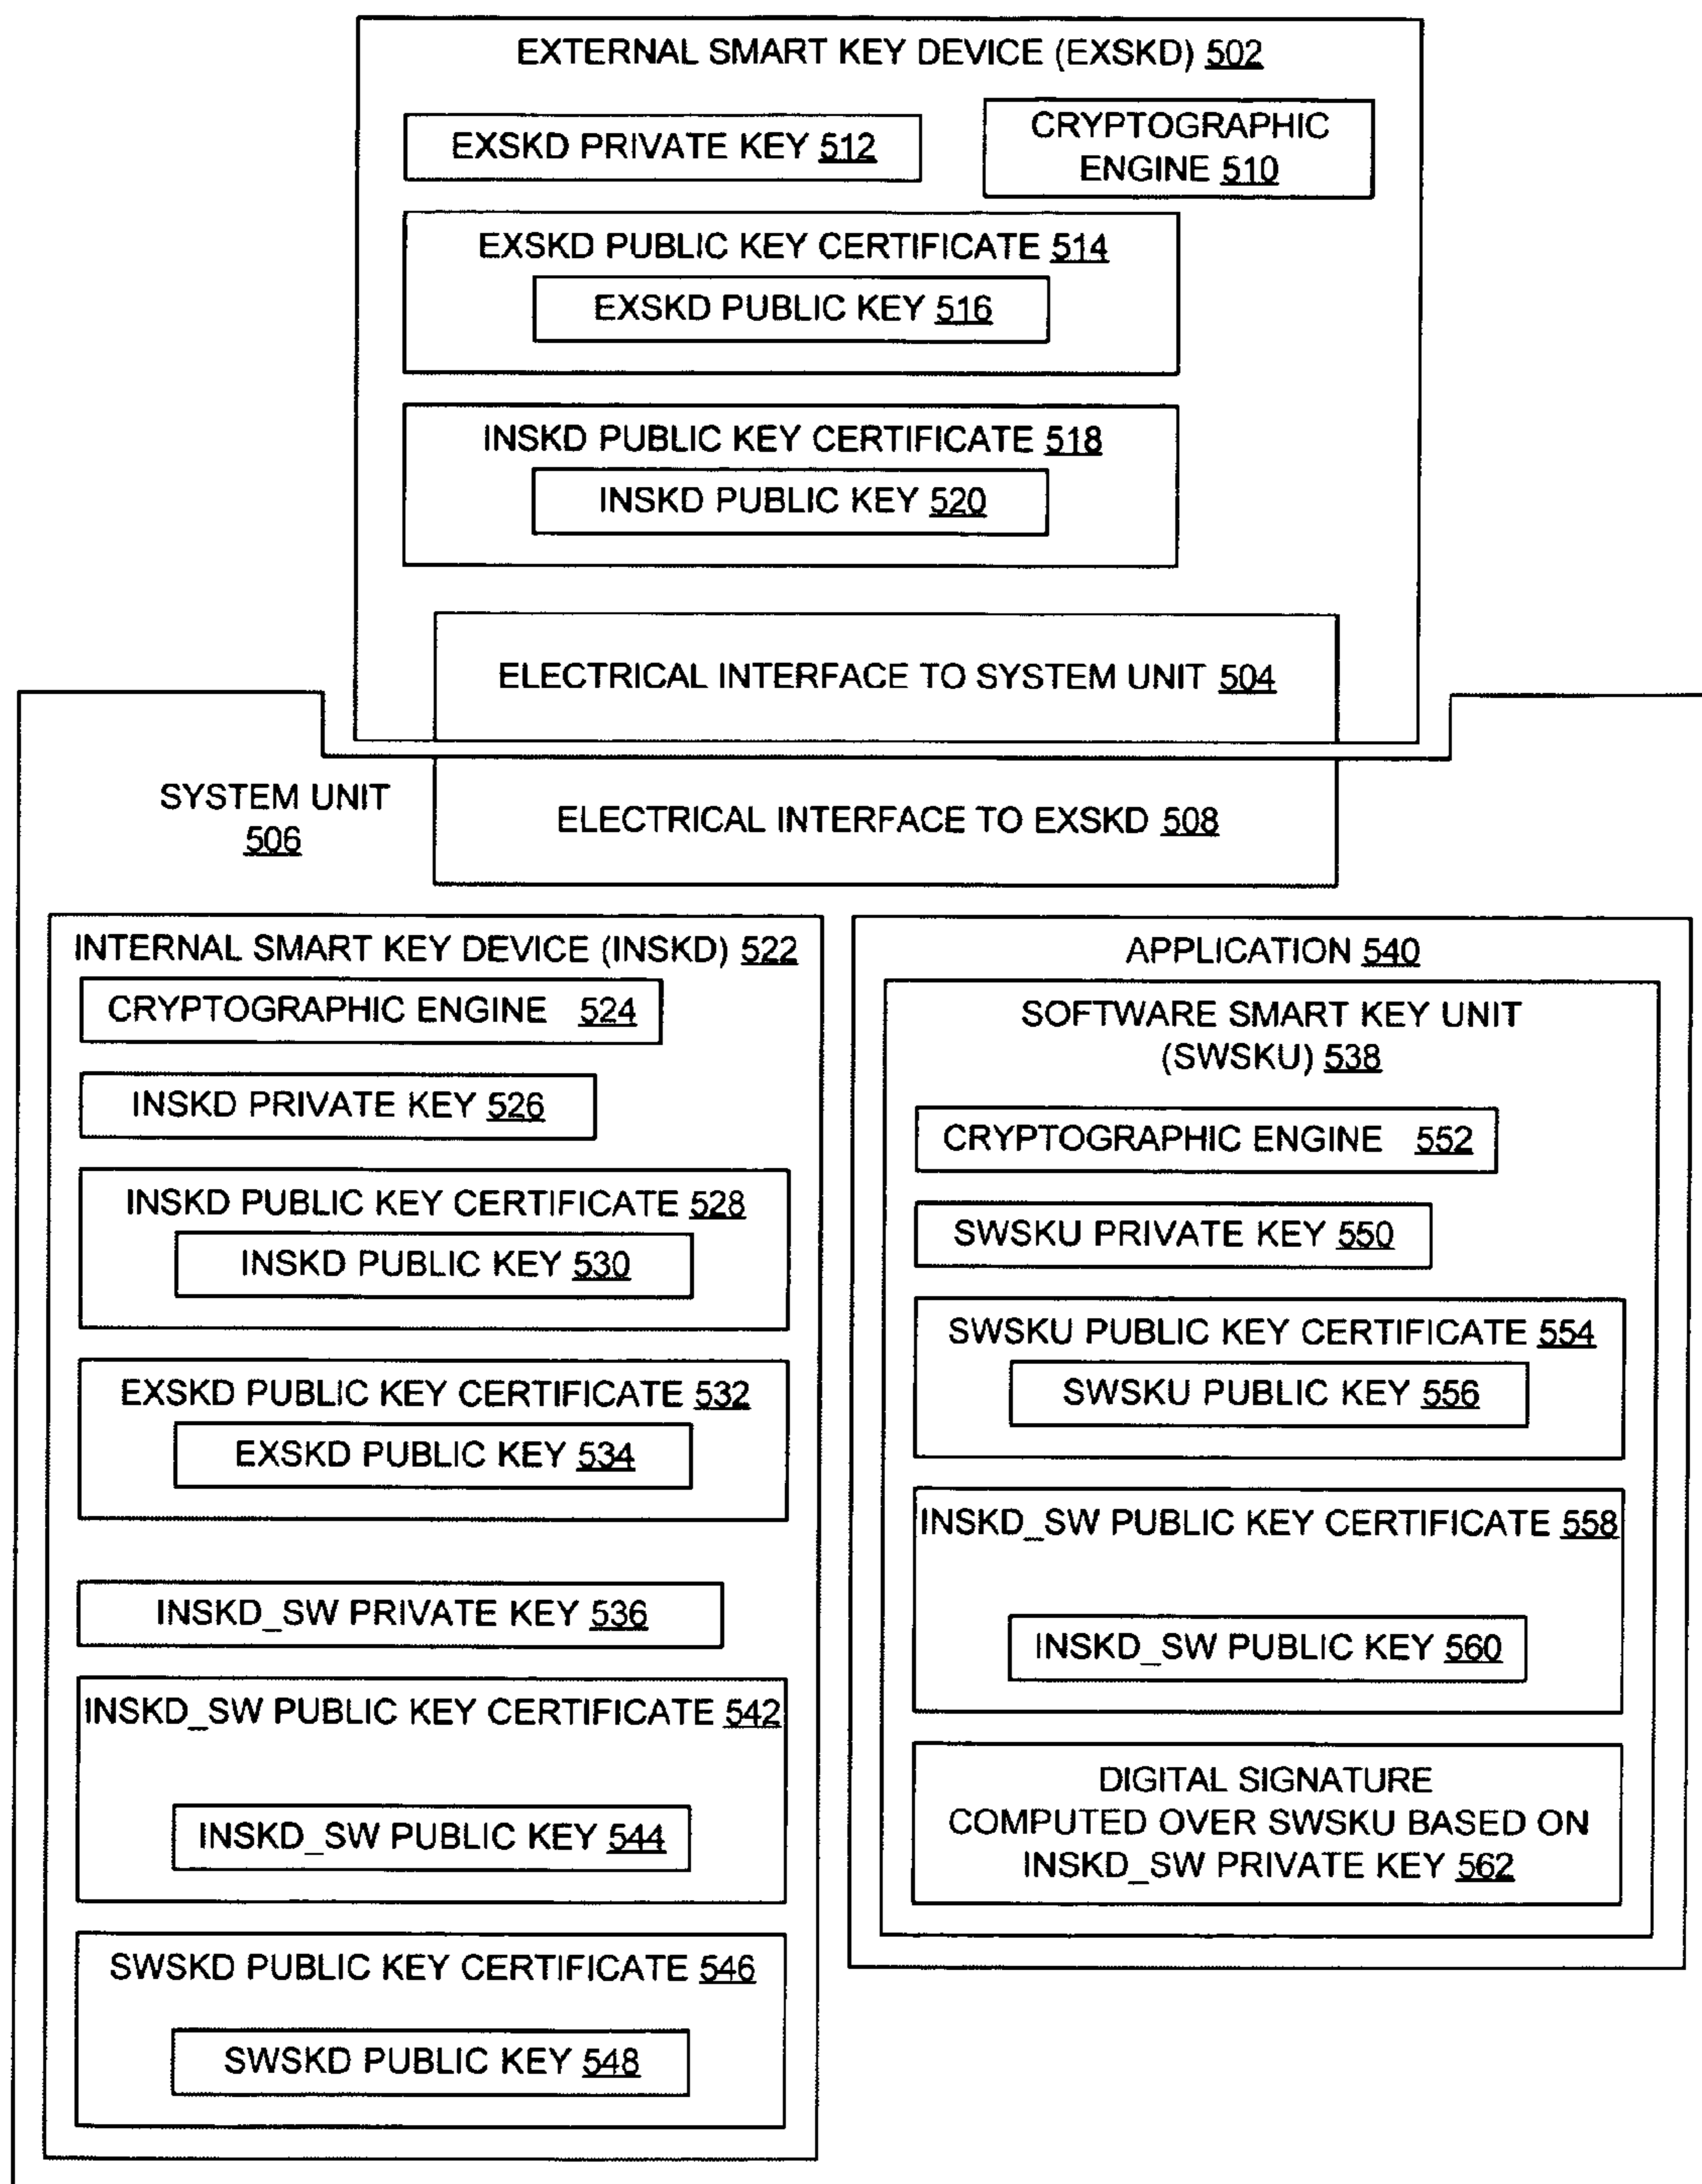 EXTERNAL SMART KEY DEVICE (EXSKD) 502
EXSKD PRIVATE KEY 512
CRYPTOGRAPHIC
ENGINE 510
EXSKD PUBLIC KEY CERTIFICATE 514
EXSKD PUBLIC KEY 516
INSKD PUBLIC KEY CERTIFICATE 518
INSKD PUBLIC KEY 520
ELECTRICAL INTERFACE TO SYSTEM UNIT 504
SYSTEM UNIT
506
ELECTRICAL INTERFACE TO EXSKD 508
INTERNAL SMART KEY DEVICE (INSKD) 522
CRYPTOGRAPHIC ENGINE 524
INSKD PRIVATE KEY 526
INSKD PUBLIC KEY CERTIFICATE 528
INSKD PUBLIC KEY 530
EXSKD PUBLIC KEY CERTIFICATE 532
EXSKD PUBLIC KEY 534
INSKD_SW PRIVATE KEY 536
INSKD_SW PUBLIC KEY CERTIFICATE 542
INSKD_SW PUBLIC KEY 544
SWSKD PUBLIC KEY CERTIFICATE 546
SWSKD PUBLIC KEY 548
APPLICATION 540
SOFTWARE SMART KEY UNIT
(SWSKU) 538
CRYPTOGRAPHIC ENGINE 552
SWSKU PRIVATE KEY 550
SWSKU PUBLIC KEY CERTIFICATE 554
SWSKU PUBLIC KEY 556
INSKD_SW PUBLIC KEY CERTIFICATE 558
INSKD_SW PUBLIC KEY 560
DIGITAL SIGNATURE
COMPUTED OVER SWSKU BASED ON
INSKD_SW PRIVATE KEY 562